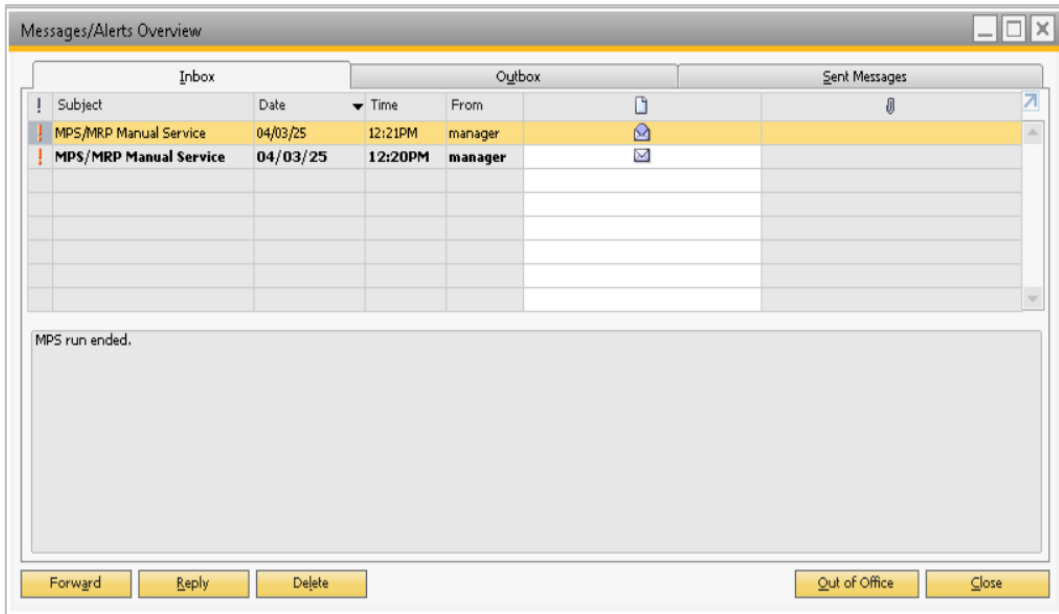 Messages/Alerts Overview
Inbox Outbox Sent Messages
! Subject Date Time From
! MPS/MRP Manual Service 04/03/25 12:21PM manager
! MPS/MRP Manual Service 04/03/25 12:20PM manager
MPS run ended.
Forward Reply Delete Out of Office Close